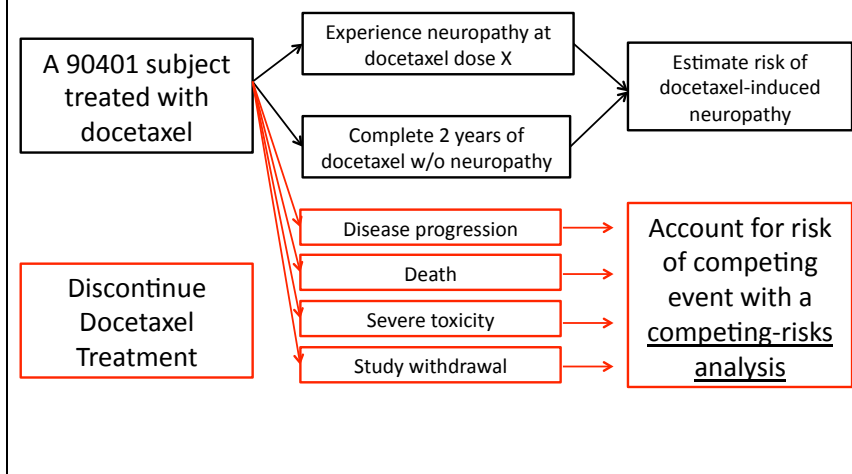 A 90401 subject
treated with
docetaxel
Experience neuropathy at
docetaxel dose X
Complete 2 years of
docetaxel w/o neuropathy
Estimate risk of
docetaxel-induced
neuropathy
Discontinue
Docetaxel
Treatment
Disease progression
Death
Severe toxicity
Study withdrawal
Account for risk
of competing
event with a
competing-risks
analysis